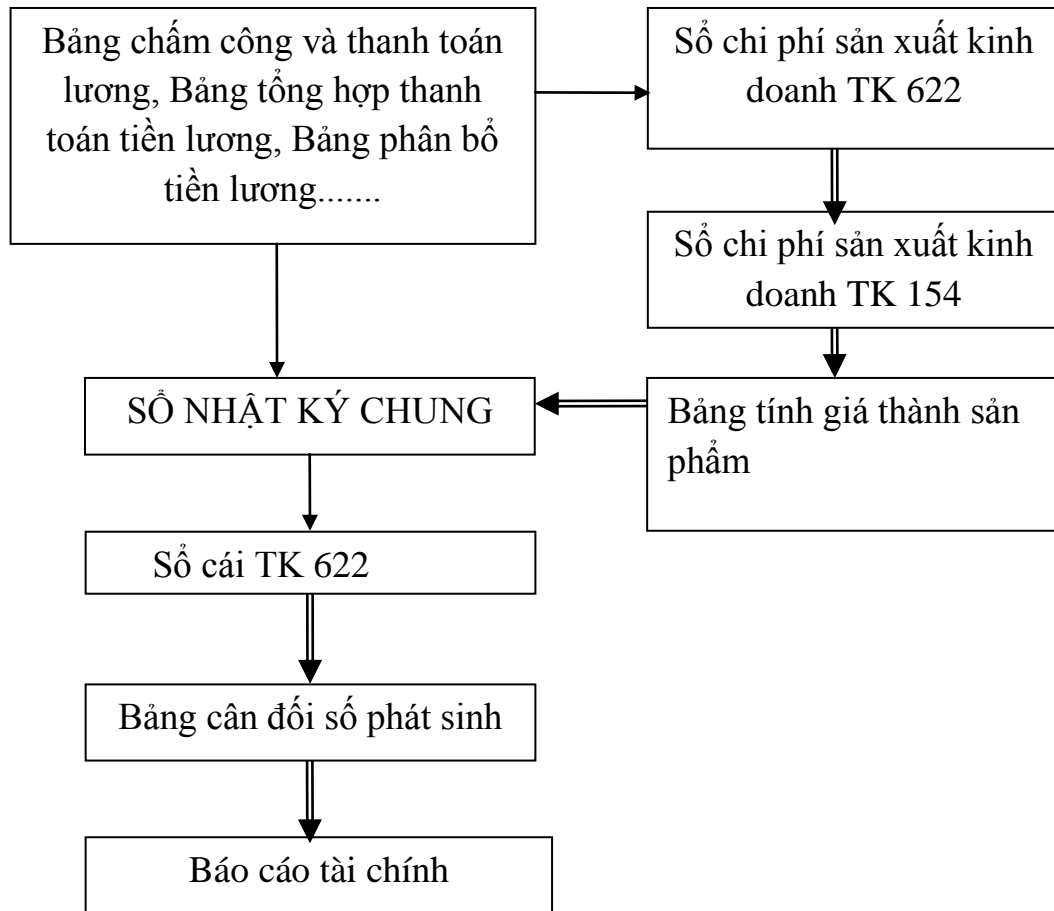 Bảng chấm công và thanh toán
lương, Bảng tổng hợp thanh
toán tiền lương, Bảng phân bổ
tiền lương.......
Sổ chi phí sản xuất kinh
doanh TK 622
Sổ chi phí sản xuất kinh
doanh TK 154
SỔ NHẬT KÝ CHUNG
Bảng tính giá thành sản
phẩm
Sổ cái TK 622
Bảng cân đối số phát sinh
Báo cáo tài chính